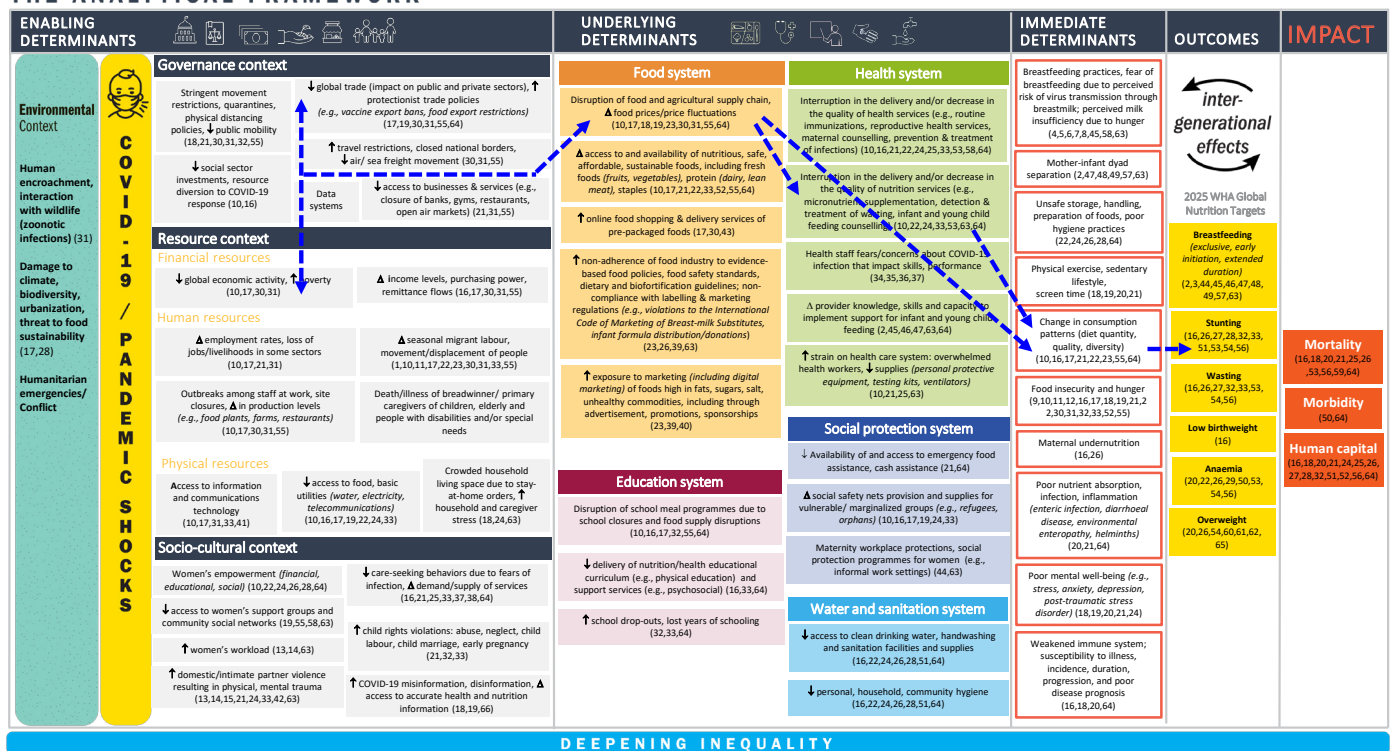 THE ANALYTICAL FRAMEWORK
ENABLING
DETERMINANTS
UNDERLYING
DETERMINANTS
IMMEDIATE
DETERMINANTS
OUTCOMES
IMPACT
Environmental
Context
Human
encroachment,
interaction
with wildlife
(zoonotic
infections) (31)
Damage to
climate,
biodiversity,
urbanization,
threat to food
sustainability
(17,28)
Humanitarian
emergencies/
Conflict
COVID-19 / PANDEMIC SHOCKS
Governance context
Stringent movement
restrictions, quarantines,
physical distancing
policies, ↓public mobility
(18,21,30,31,32,55)
↓global trade (impact on public and private sectors), ↑
protectionist trade policies
(e.g., vaccine export bans, food export restrictions)
(17,19,30,31,55,64)
↑travel restrictions, closed national borders,
↓air/ sea freight movement (30,31,55)
↓social sector
investments, resource
diversion to COVID-19
response (10,16)
Data
systems
↓access to businesses & services (e.g.,
closure of banks, gyms, restaurants,
open air markets) (21,31,55)
Resource context
Financial resources
↓global economic activity, ↑poverty
(10,17,30,31)
Δ income levels, purchasing power,
remittance flows (16,17,30,31,55)
Human resources
Δ employment rates, loss of
jobs/livelihoods in some sectors
(10,17,21,31)
Δ seasonal migrant labour,
movement/displacement of people
(1,10,11,17,22,23,30,31,33,55)
Outbreaks among staff at work, site
closures, Δ in production levels
(e.g., food plants, farms, restaurants)
(10,17,30,31,55)
Death/illness of breadwinner/ primary
caregivers of children, elderly and
people with disabilities and/or special
needs
Physical resources
Access to information
and communications
technology
(10,17,31,33,41)
↓access to food, basic
utilities (water, electricity,
telecommunications)
(10,16,17,19,22,24,33)
Crowded household
living space due to stay-
at-home orders, ↑
household and caregiver
stress (18,24,63)
Socio-cultural context
Women's empowerment (financial,
educational, social) (10,22,24,26,28,64)
↓care-seeking behaviors due to fears of
infection, Δ demand/supply of services
(16,21,25,33,37,38,64)
↓access to women's support groups and
community social networks (19,55,58,63)
↑women's workload (13,14,63)
↑child rights violations: abuse, neglect, child
labour, child marriage, early pregnancy
(21,32,33)
↑domestic/intimate partner violence
resulting in physical, mental trauma
(13,14,15,21,24,33,42,63)
↑COVID-19 misinformation, disinformation, Δ
access to accurate health and nutrition
information (18,19,66)
Food system
Disruption of food and agricultural supply chain,
Δ food prices/price fluctuations
(10,17,18,19,23,30,31,55,64)
Δ access to and availability of nutritious, safe,
affordable, sustainable foods, including fresh
foods (fruits, vegetables), protein (dairy, lean
meat), staples (10,17,21,22,33,52,55,64)
↑online food shopping & delivery services of
pre-packaged foods (17,30,43)
↑non-adherence of food industry to evidence-
based food policies, food safety standards,
dietary and biofortification guidelines; non-
compliance with labelling & marketing
regulations (e.g., violations to the International
Code of Marketing of Breast-milk Substitutes,
infant formula distribution/donations)
(23,26,39,63)
↑exposure to marketing (including digital
marketing) of foods high in fats, sugars, salt,
unhealthy commodities, including through
advertisement, promotions, sponsorships
(23,39,40)
Education system
Disruption of school meal programmes due to
school closures and food supply disruptions
(10,16,17,32,55,64)
↓delivery of nutrition/health educational
curriculum (e.g., physical education) and
support services (e.g., psychosocial) (16,33,64)
↑school drop-outs, lost years of schooling
(32,33,64)
Health system
Interruption in the delivery and/or decrease in
the quality of health services (e.g., routine
immunizations, reproductive health services,
maternal counselling, prevention & treatment
of infections) (10,16,21,22,24,25,33,53,58,64)
Interruption in the delivery and/or decrease in
the quality of nutrition services (e.g.,
micronutrient supplementation, detection &
treatment of wasting, infant and young child
feeding counselling) (10,22,24,33,53,63,64)
Health staff fears/concerns about COVID-19
infection that impact skills, performance
(34,35,36,37)
Δ provider knowledge, skills and capacity to
implement support for infant and young child
feeding (2,45,46,47,63,64)
↑strain on health care system: overwhelmed
health workers, ↓supplies (personal protective
equipment, testing kits, ventilators)
(10,21,25,63)
Social protection system
↓ Availability of and access to emergency food
assistance, cash assistance (21,64)
Δ social safety nets provision and supplies for
vulnerable/ marginalized groups (e.g., refugees,
orphans) (10,16,17,19,24,33)
Maternity workplace protections, social
protection programmes for women (e.g.,
informal work settings) (44,63)
Water and sanitation system
↓access to clean drinking water, handwashing
and sanitation facilities and supplies
(16,22,24,26,28,51,64)
↓personal, household, community hygiene
(16,22,24,26,28,51,64)
Breastfeeding practices, fear of
breastfeeding due to perceived
risk of virus transmission through
breastmilk; perceived milk
insufficiency due to hunger
(4,5,6,7,8,45,58,63)
Mother-infant dyad
separation (2,47,48,49,57,63)
Unsafe storage, handling,
preparation of foods, poor
hygiene practices
(22,24,26,28,64)
Physical exercise, sedentary
lifestyle,
screen time (18,19,20,21)
Change in consumption
patterns (diet quantity,
quality, diversity)
(10,16,17,21,22,23,55,64)
Food insecurity and hunger
(9,10,11,12,16,17,18,19,21,2
2,30,31,32,33,52,55)
Maternal undernutrition
(16,26)
Poor nutrient absorption,
infection, inflammation
(enteric infection, diarrhoeal
disease, environmental
enteropathy, helminths)
(20,21,64)
Poor mental well-being (e.g.,
stress, anxiety, depression,
post-traumatic stress
disorder) (18,19,20,21,24)
Weakened immune system;
susceptibility to illness,
incidence, duration,
progression, and poor
disease prognosis
(16,18,20,64)
inter-
generational
effects
2025 WHA Global
Nutrition Targets
Breastfeeding
(exclusive, early
initiation, extended
duration)
(2,3,44,45,46,47,48,
49,57,63)
Stunting
(16,26,27,28,32,33,
51,53,54,56)
Wasting
(16,26,27,32,33,53,
54,56)
Low birthweight
(16)
Anaemia
(20,22,26,29,50,53,
54,56)
Overweight
(20,26,54,60,61,62,
65)
Mortality
(16,18,20,21,25,26
,53,56,59,64)
Morbidity
(50,64)
Human capital
(16,18,20,21,24,25,26,
27,28,32,51,52,56,64)
DEEPENING INEQUALITY